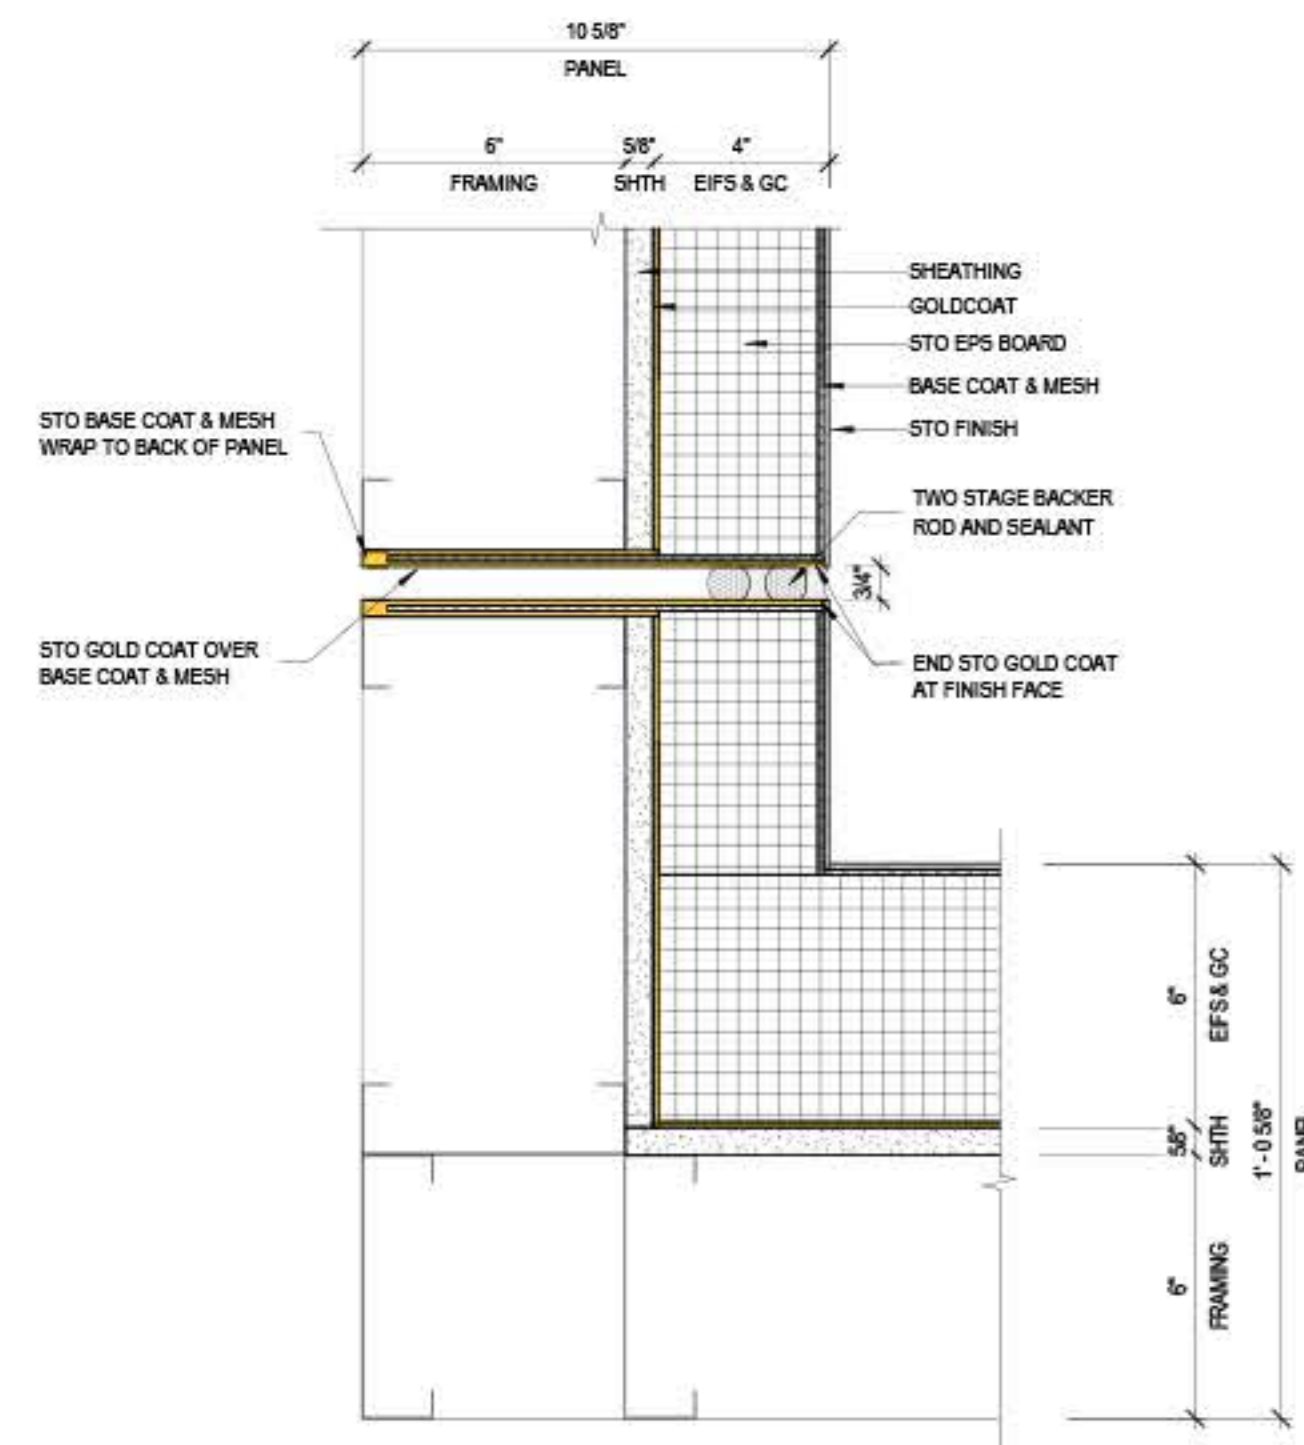 10 5/8"
PANEL
6"
5/8"
4"
FRAMING
SHTH
EIFS & GC
SHEATHING
GOLDCOAT
STO EPS BOARD
BASE COAT & MESH
STO FINISH
STO BASE COAT & MESH
WRAP TO BACK OF PANEL
TWO STAGE BACKER
ROD AND SEALANT
3/4"
STO GOLD COAT OVER
BASE COAT & MESH
END STO GOLD COAT
AT FINISH FACE
6"
EIFS & GC
5/8"
SHTH
6"
FRAMING
1' - 0 5/8"
PANEL